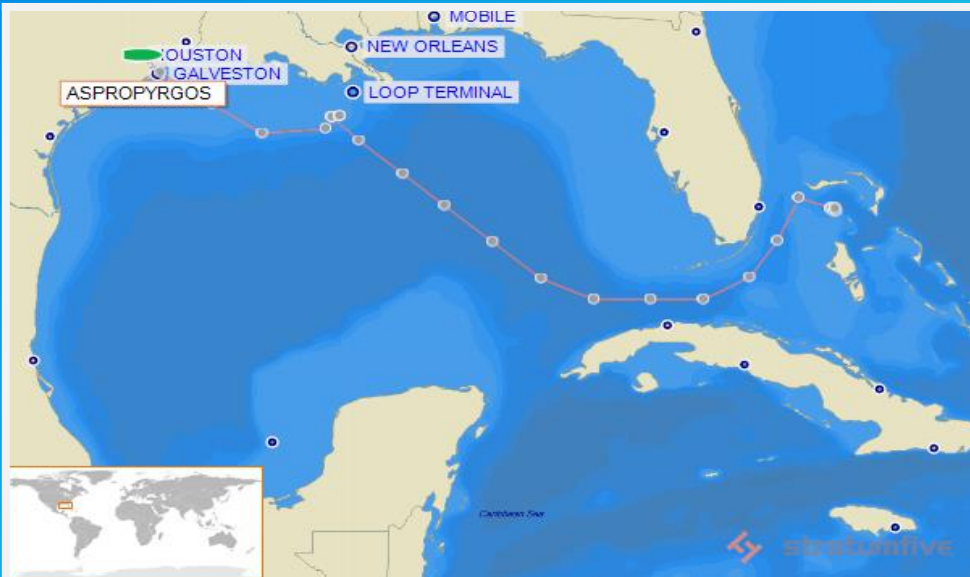 MOBILE
NEW ORLEANS
OUSTON
GALVESTON
LOOP TERMINAL
ASPROPYRGOS
Caribbean Sea
stratumfive